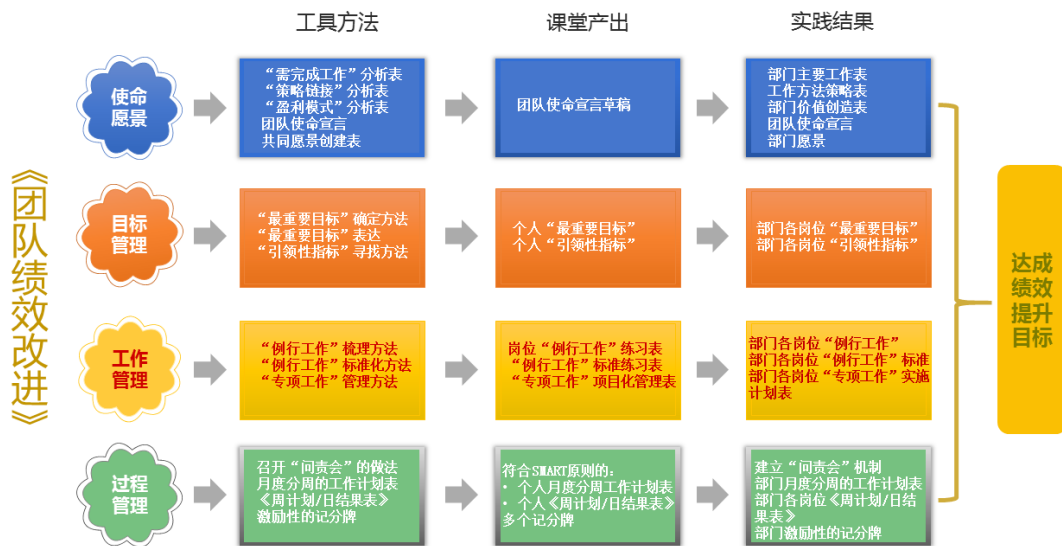 工具方法
课堂产出
实践结果
《团队绩效改进》
使命
愿景
“需完成工作”分析表
“策略链接”分析表
“盈利模式”分析表
团队使命宣言
共同愿景创建表
团队使命宣言草稿
部门主要工作表
工作方法策略表
部门价值创造表
团队使命宣言
部门愿景
目标
管理
“最重要目标”确定方法
“最重要目标”表达
“引领性指标”寻找方法
个人“最重要目标”
个人“引领性指标”
部门各岗位“最重要目标”
部门各岗位“引领性指标”
工作
管理
“例行工作”梳理方法
“例行工作”标准化方法
“专项工作”管理方法
岗位“例行工作”练习表
“例行工作”标准练习表
“专项工作”项目化管理表
部门各岗位“例行工作”
部门各岗位“例行工作”标准
部门各岗位“专项工作”实施
计划表
过程
管理
召开“问责会”的做法
月度分周的工作计划表
《周计划/日结果表》
激励性的记分牌
符合SMART原则的：
• 个人月度分周工作计划表
• 个人《周计划/日结果表》
多个记分牌
建立“问责会”机制
部门月度分周的工作计划表
部门各岗位《周计划/日结
果表》
部门激励性的记分牌
达成
绩效
提升
目标